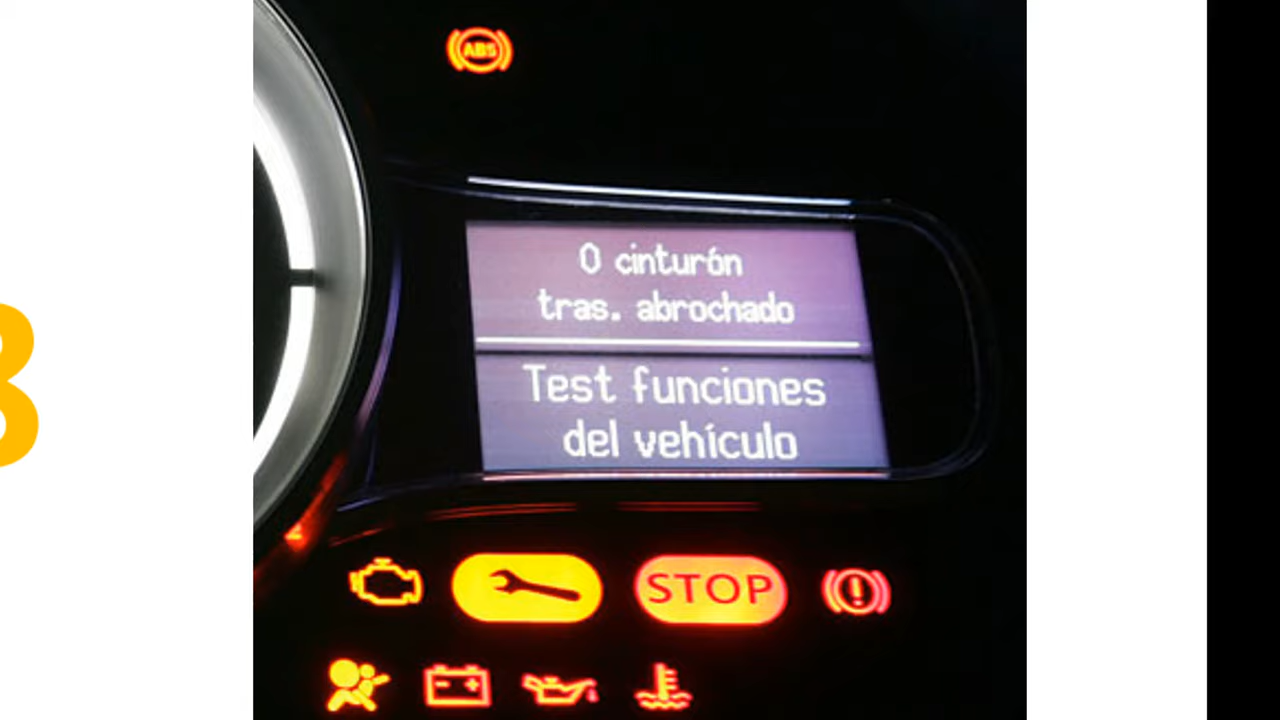 ABS
0 cinturón
tras. abrochado
Test funciones
del vehículo
STOP